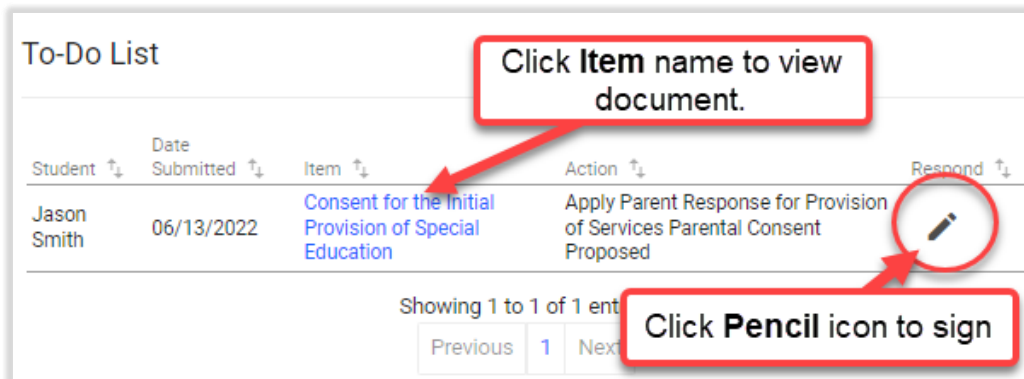 To-Do List
Click Item name to view
document.
Student
Date
Submitted
Item
Action
Respond
Jason
Smith
06/13/2022
Consent for the Initial
Provision of Special
Education
Apply Parent Response for Provision
of Services Parental Consent
Proposed
Showing 1 to 1 of 1
Click Pencil icon to sign
Previous 1